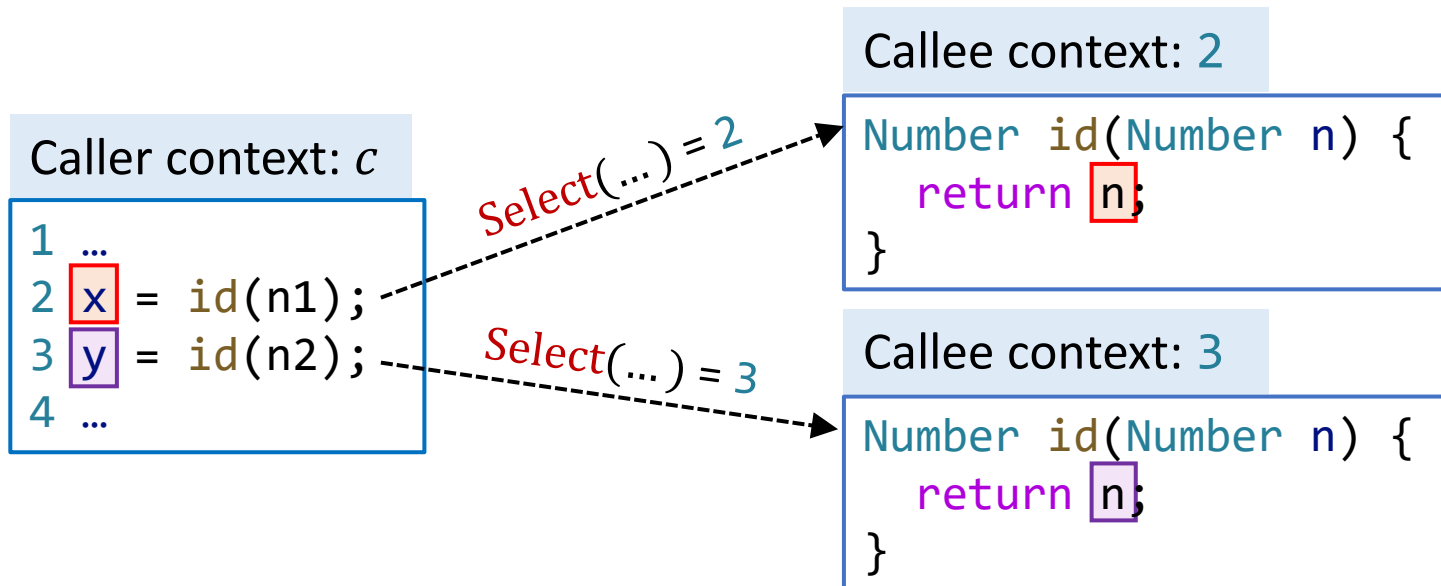 Caller context: c
1 …
2 x = id(n1);
3 y = id(n2);
4 …
Select(…) = 2
Select(…) = 3
Callee context: 2
Number id(Number n) {
return n;
}
Callee context: 3
Number id(Number n) {
return n;
}